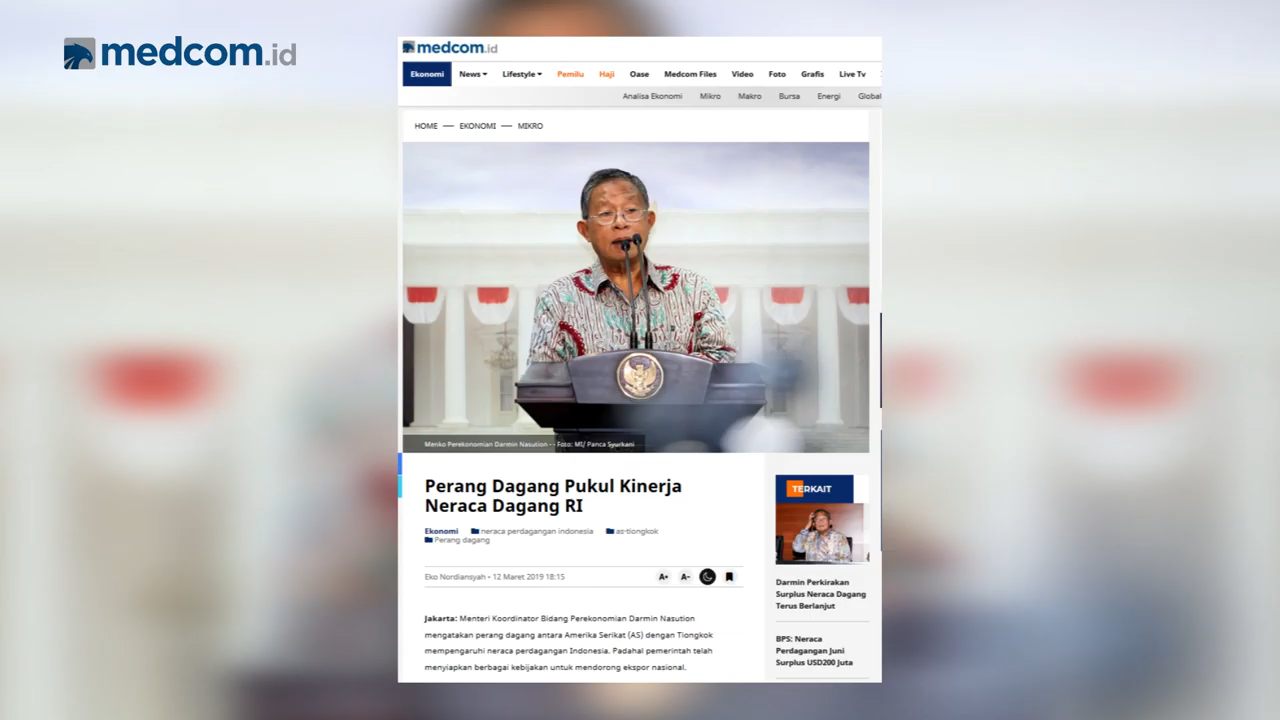 medcom.id
medcom.id
Ekonomi News Lifestyle Pemilu Haji Oase Medcom Files Video Foto Grafis Live Tv
Analisa Ekonomi Mikro Makro Bursa Energi Global
HOME — EKONOMI — MIKRO
Menko Perekonomian Darmin Nasution - - Foto: MI/ Panca Syurkani
Perang Dagang Pukul Kinerja
Neraca Dagang RI
Ekonomi neraca perdagangan indonesia as-tiongkok
Perang dagang
Eko Nordiansyah • 12 Maret 2019 18:15
A+ A-
Jakarta: Menteri Koordinator Bidang Perekonomian Darmin Nasution
mengatakan perang dagang antara Amerika Serikat (AS) dengan Tiongkok
mempengaruhi neraca perdagangan Indonesia. Padahal pemerintah telah
menyiapkan berbagai kebijakan untuk mendorong ekspor nasional.
TERKAIT
Darmin Perkirakan
Surplus Neraca Dagang
Terus Berlanjut
BPS: Neraca
Perdagangan Juni
Surplus USD200 Juta